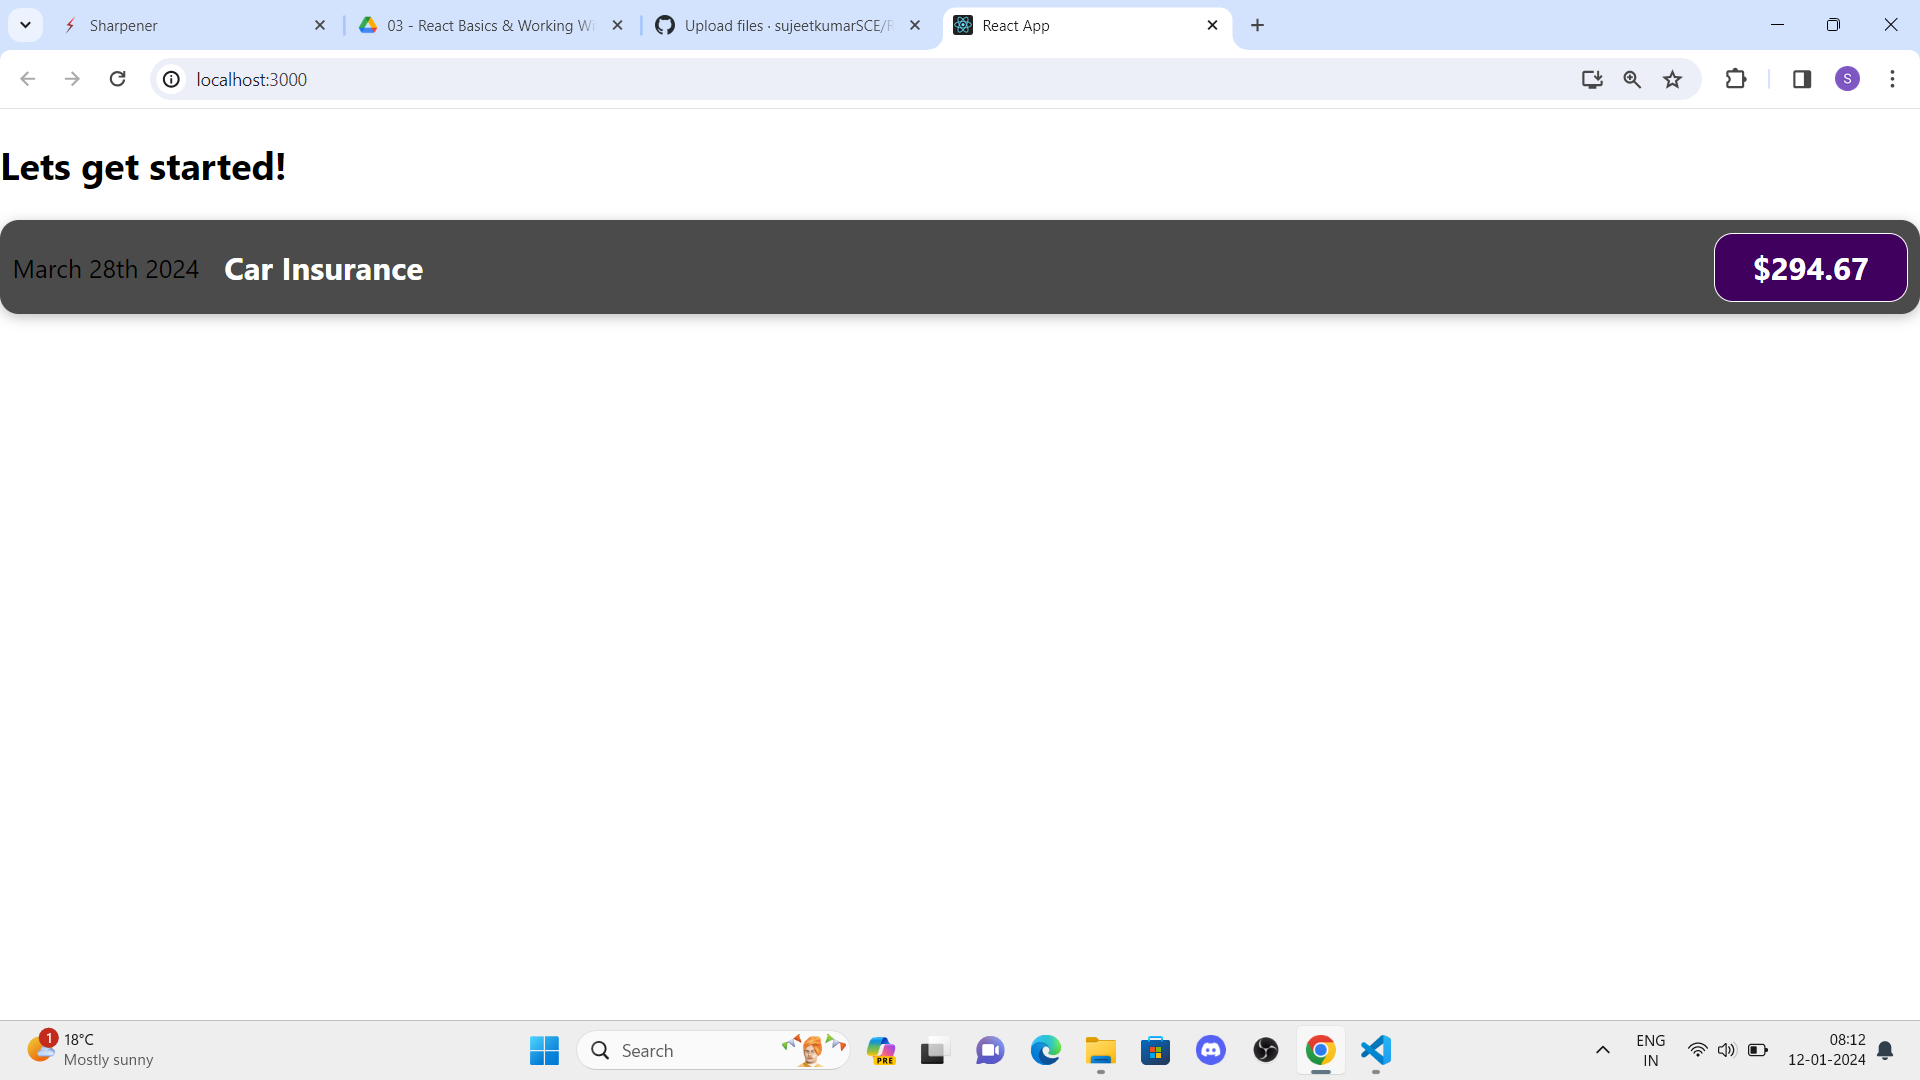 Sharpener
03 - React Basics & Working Wi
Upload files · sujeetkumarSCE/R
React App
localhost:3000
S
Lets get started!
March 28th 2024 Car Insurance $294.67
1
18°C
Mostly sunny
Search
PRE
ENG
IN
08:12
12-01-2024